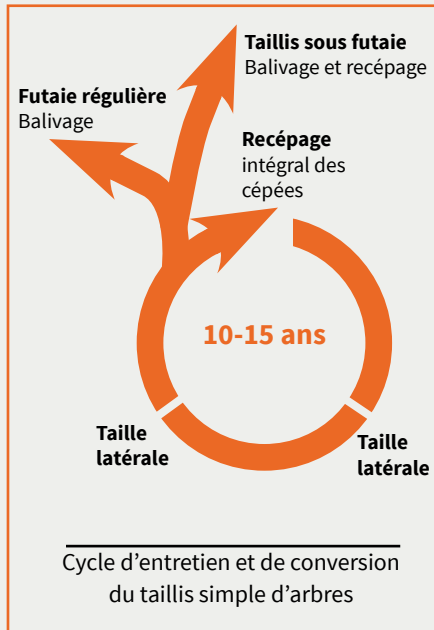 Taillis sous futaie
Balivage et recépage
Futaie régulière
Balivage
Recépage
intégral des
cépées
10-15 ans
Taille
latérale
Taille
latérale
Cycle d’entretien et de conversion
du taillis simple d’arbres